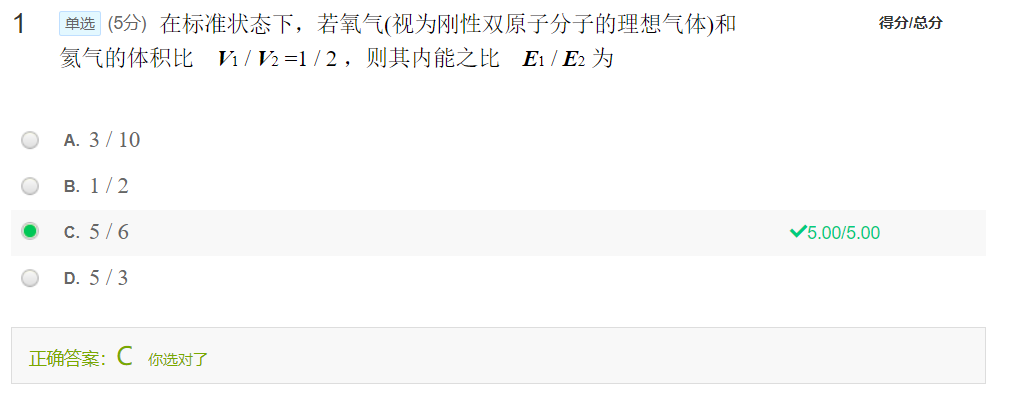 1 单选 (5分) 在标准状态下，若氧气(视为刚性双原子分子的理想气体)和 得分/总分
氦气的体积比 V1 / V2 =1 / 2 ，则其内能之比 E1 / E2 为
A. 3 / 10
B. 1 / 2
C. 5 / 6 5.00/5.00
D. 5 / 3
正确答案：C 你选对了